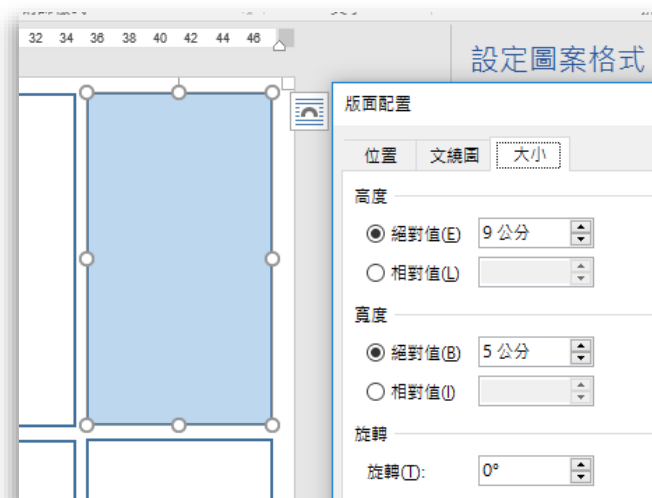 32 34 36 38 40 42 44 46
設定圖案格式
版面配置
位置 文繞圖 大小
高度
絕對值(E) 9 公分
相對值(L)
寬度
絕對值(B) 5 公分
相對值(I)
旋轉
旋轉(T): 0°